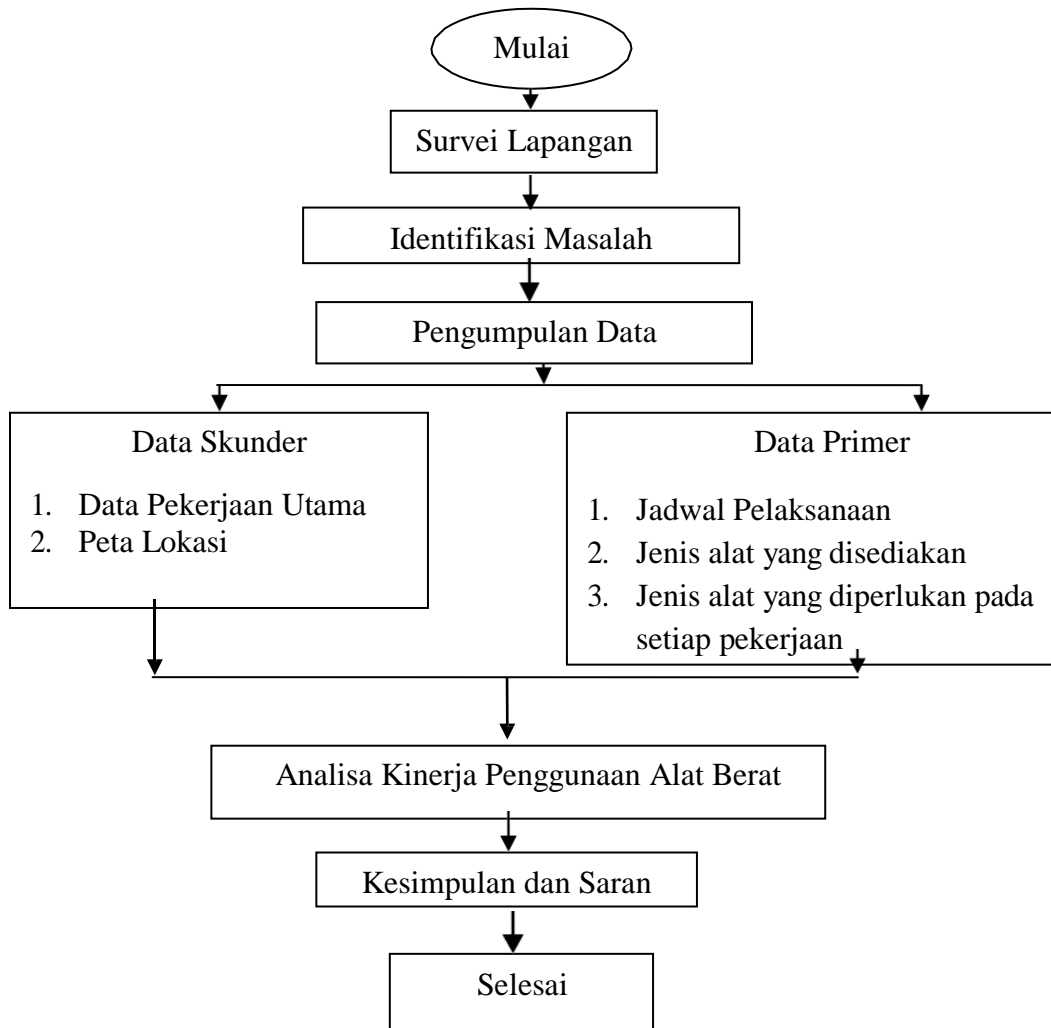 Mulai
Survei Lapangan
Identifikasi Masalah
Pengumpulan Data
Data Skunder
1. Data Pekerjaan Utama
2. Peta Lokasi
Data Primer
1. Jadwal Pelaksanaan
2. Jenis alat yang disediakan
3. Jenis alat yang diperlukan pada
setiap pekerjaan
Analisa Kinerja Penggunaan Alat Berat
Kesimpulan dan Saran
Selesai